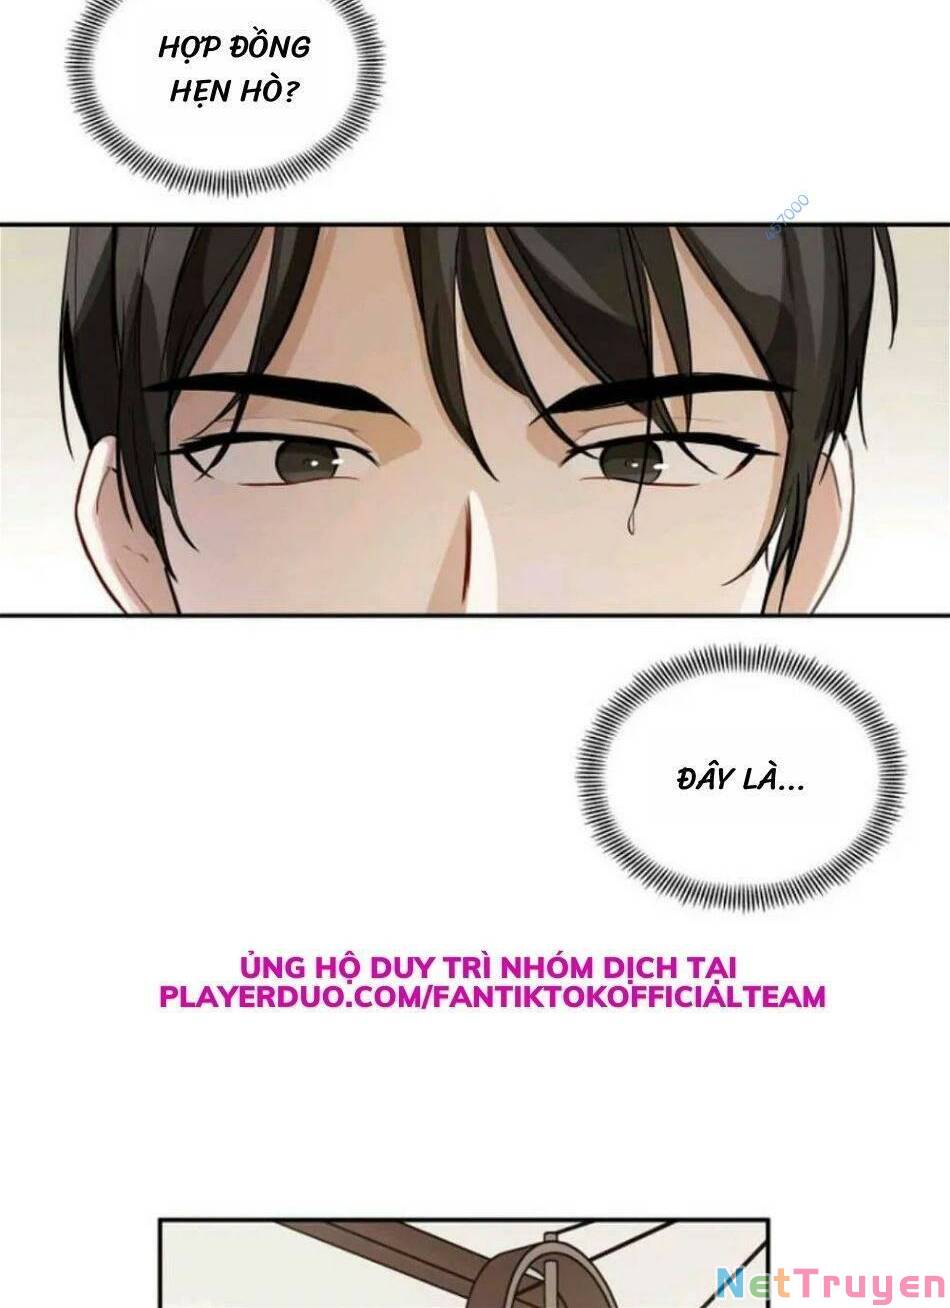 HỢP ĐỒNG
HẸN HÒ?
ĐÂY LÀ...
ỦNG HỘ DUY TRÌ NHÓM DỊCH TẠI
PLAYERDUO.COM/FANTIKTOKOFFICIALTEAM
NetTruyen